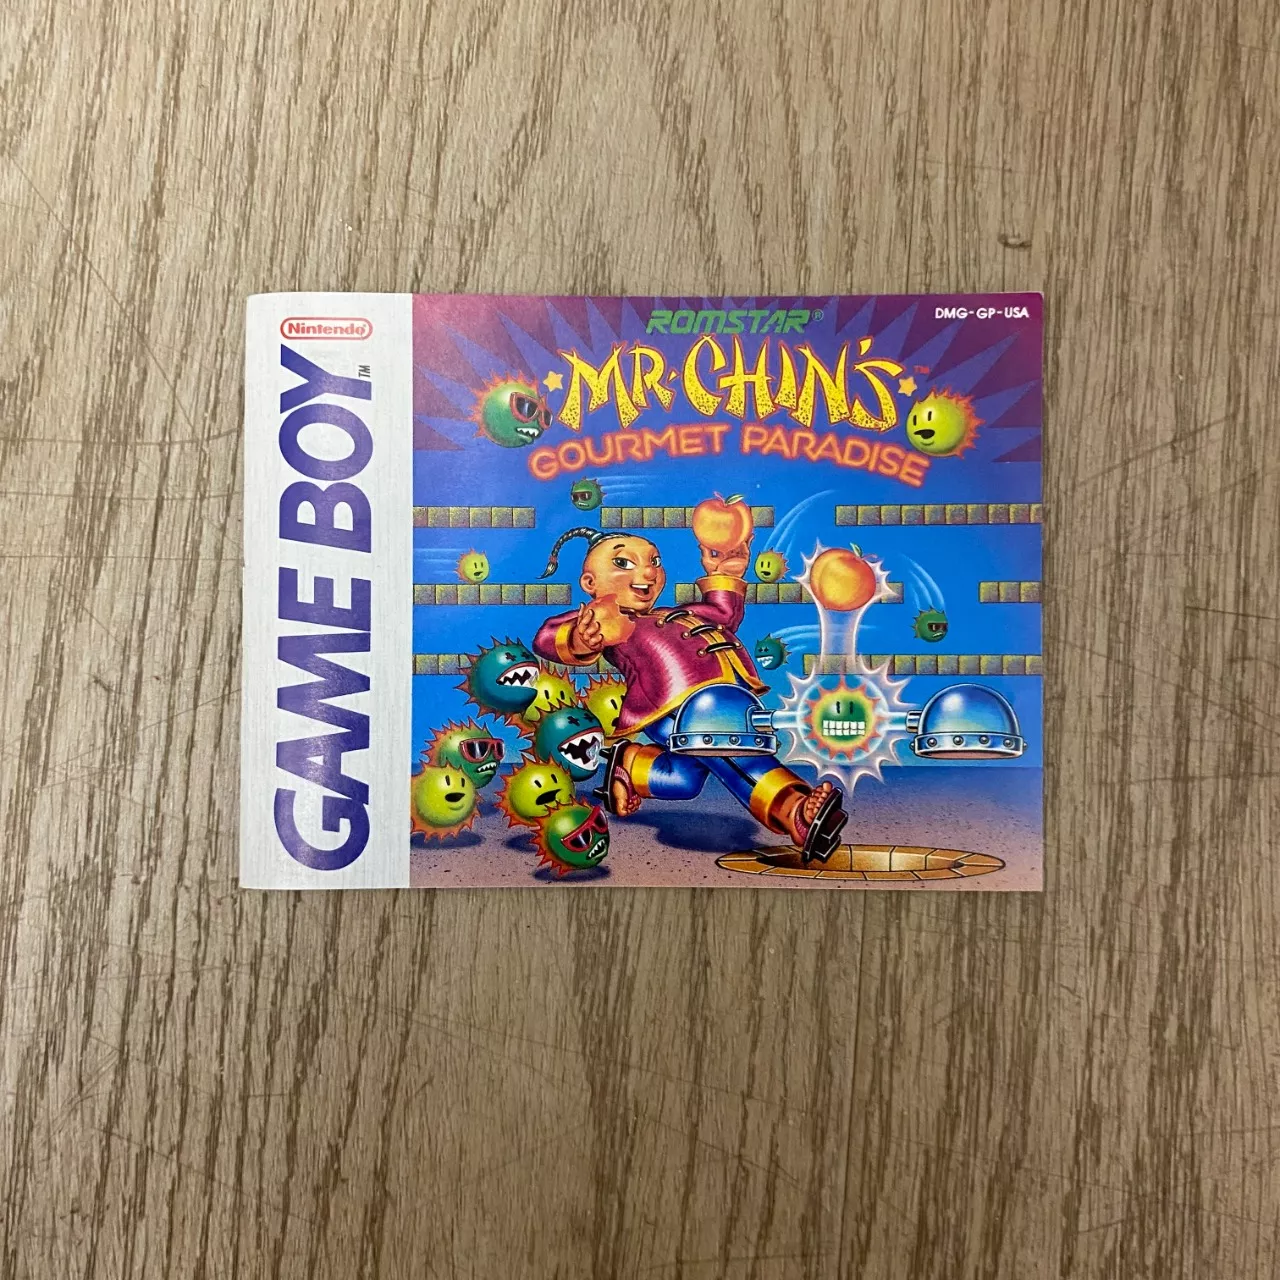 Nintendo®
GAME BOY™
ROMSTAR®
DMG-GP-USA
MR. CHIN'S™
GOURMET PARADISE